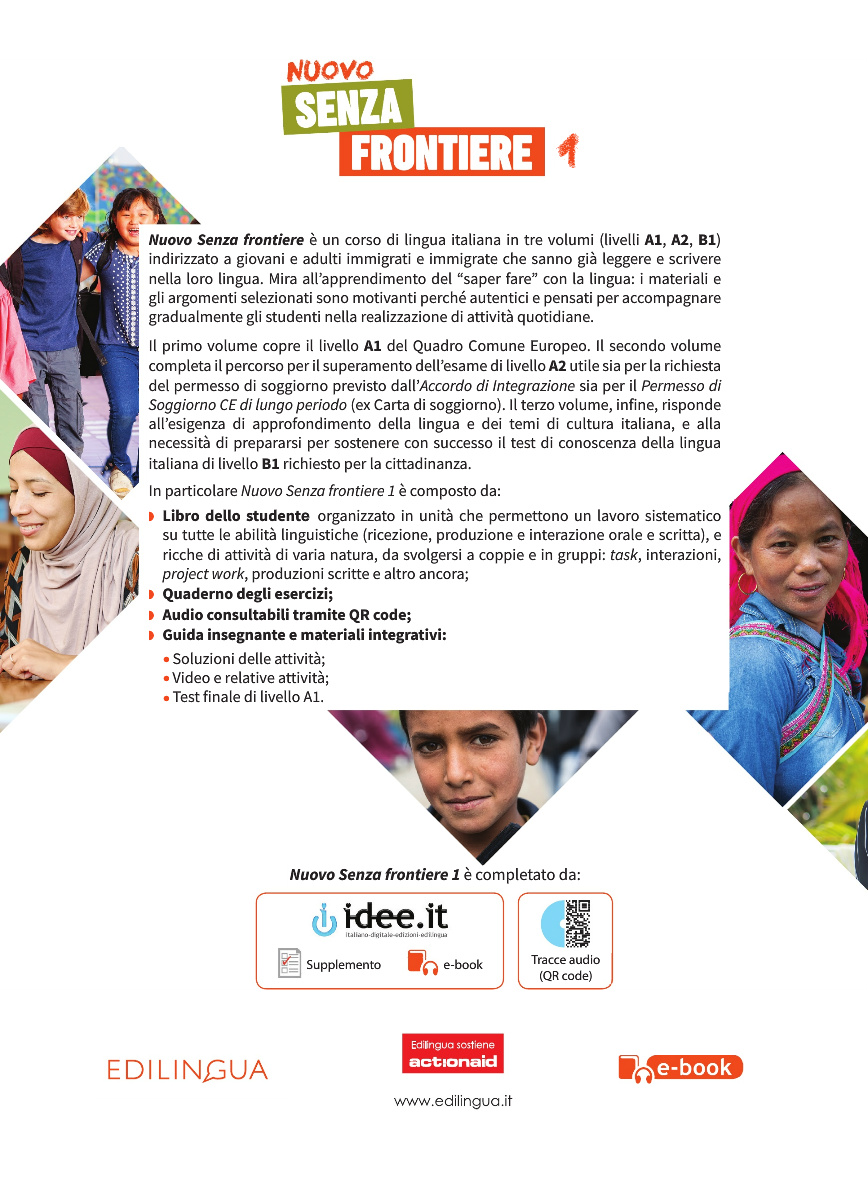 NUOVO
SENZA
FRONTIERE 1
Nuovo Senza frontiere è un corso di lingua italiana in tre volumi (livelli A1, A2, B1)
indirizzato a giovani e adulti immigrati e immigrate che sanno già leggere e scrivere
nella loro lingua. Mira all’apprendimento del “saper fare” con la lingua: i materiali e
gli argomenti selezionati sono motivanti perché autentici e pensati per accompagnare
gradualmente gli studenti nella realizzazione di attività quotidiane.
Il primo volume copre il livello A1 del Quadro Comune Europeo. Il secondo volume
completa il percorso per il superamento dell’esame di livello A2 utile sia per la richiesta
del permesso di soggiorno previsto dall’Accordo di Integrazione sia per il Permesso di
Soggiorno CE di lungo periodo (ex Carta di soggiorno). Il terzo volume, infine, risponde
all’esigenza di approfondimento della lingua e dei temi di cultura italiana, e alla
necessità di prepararsi per sostenere con successo il test di conoscenza della lingua
italiana di livello B1 richiesto per la cittadinanza.
In particolare Nuovo Senza frontiere 1 è composto da:
Libro dello studente organizzato in unità che permettono un lavoro sistematico
su tutte le abilità linguistiche (ricezione, produzione e interazione orale e scritta), e
ricche di attività di varia natura, da svolgersi a coppie e in gruppi: task, interazioni,
project work, produzioni scritte e altro ancora;
Quaderno degli esercizi;
Audio consultabili tramite QR code;
Guida insegnante e materiali integrativi:
• Soluzioni delle attività;
• Video e relative attività;
• Test finale di livello A1.
Nuovo Senza frontiere 1 è completato da:
i-d-e-e.it
italiano-digitale-edizioni-edilingua
Supplemento
e-book
Tracce audio
(QR code)
EDILINGUA
Edilingua sostiene
actionaid
e-book
www.edilingua.it